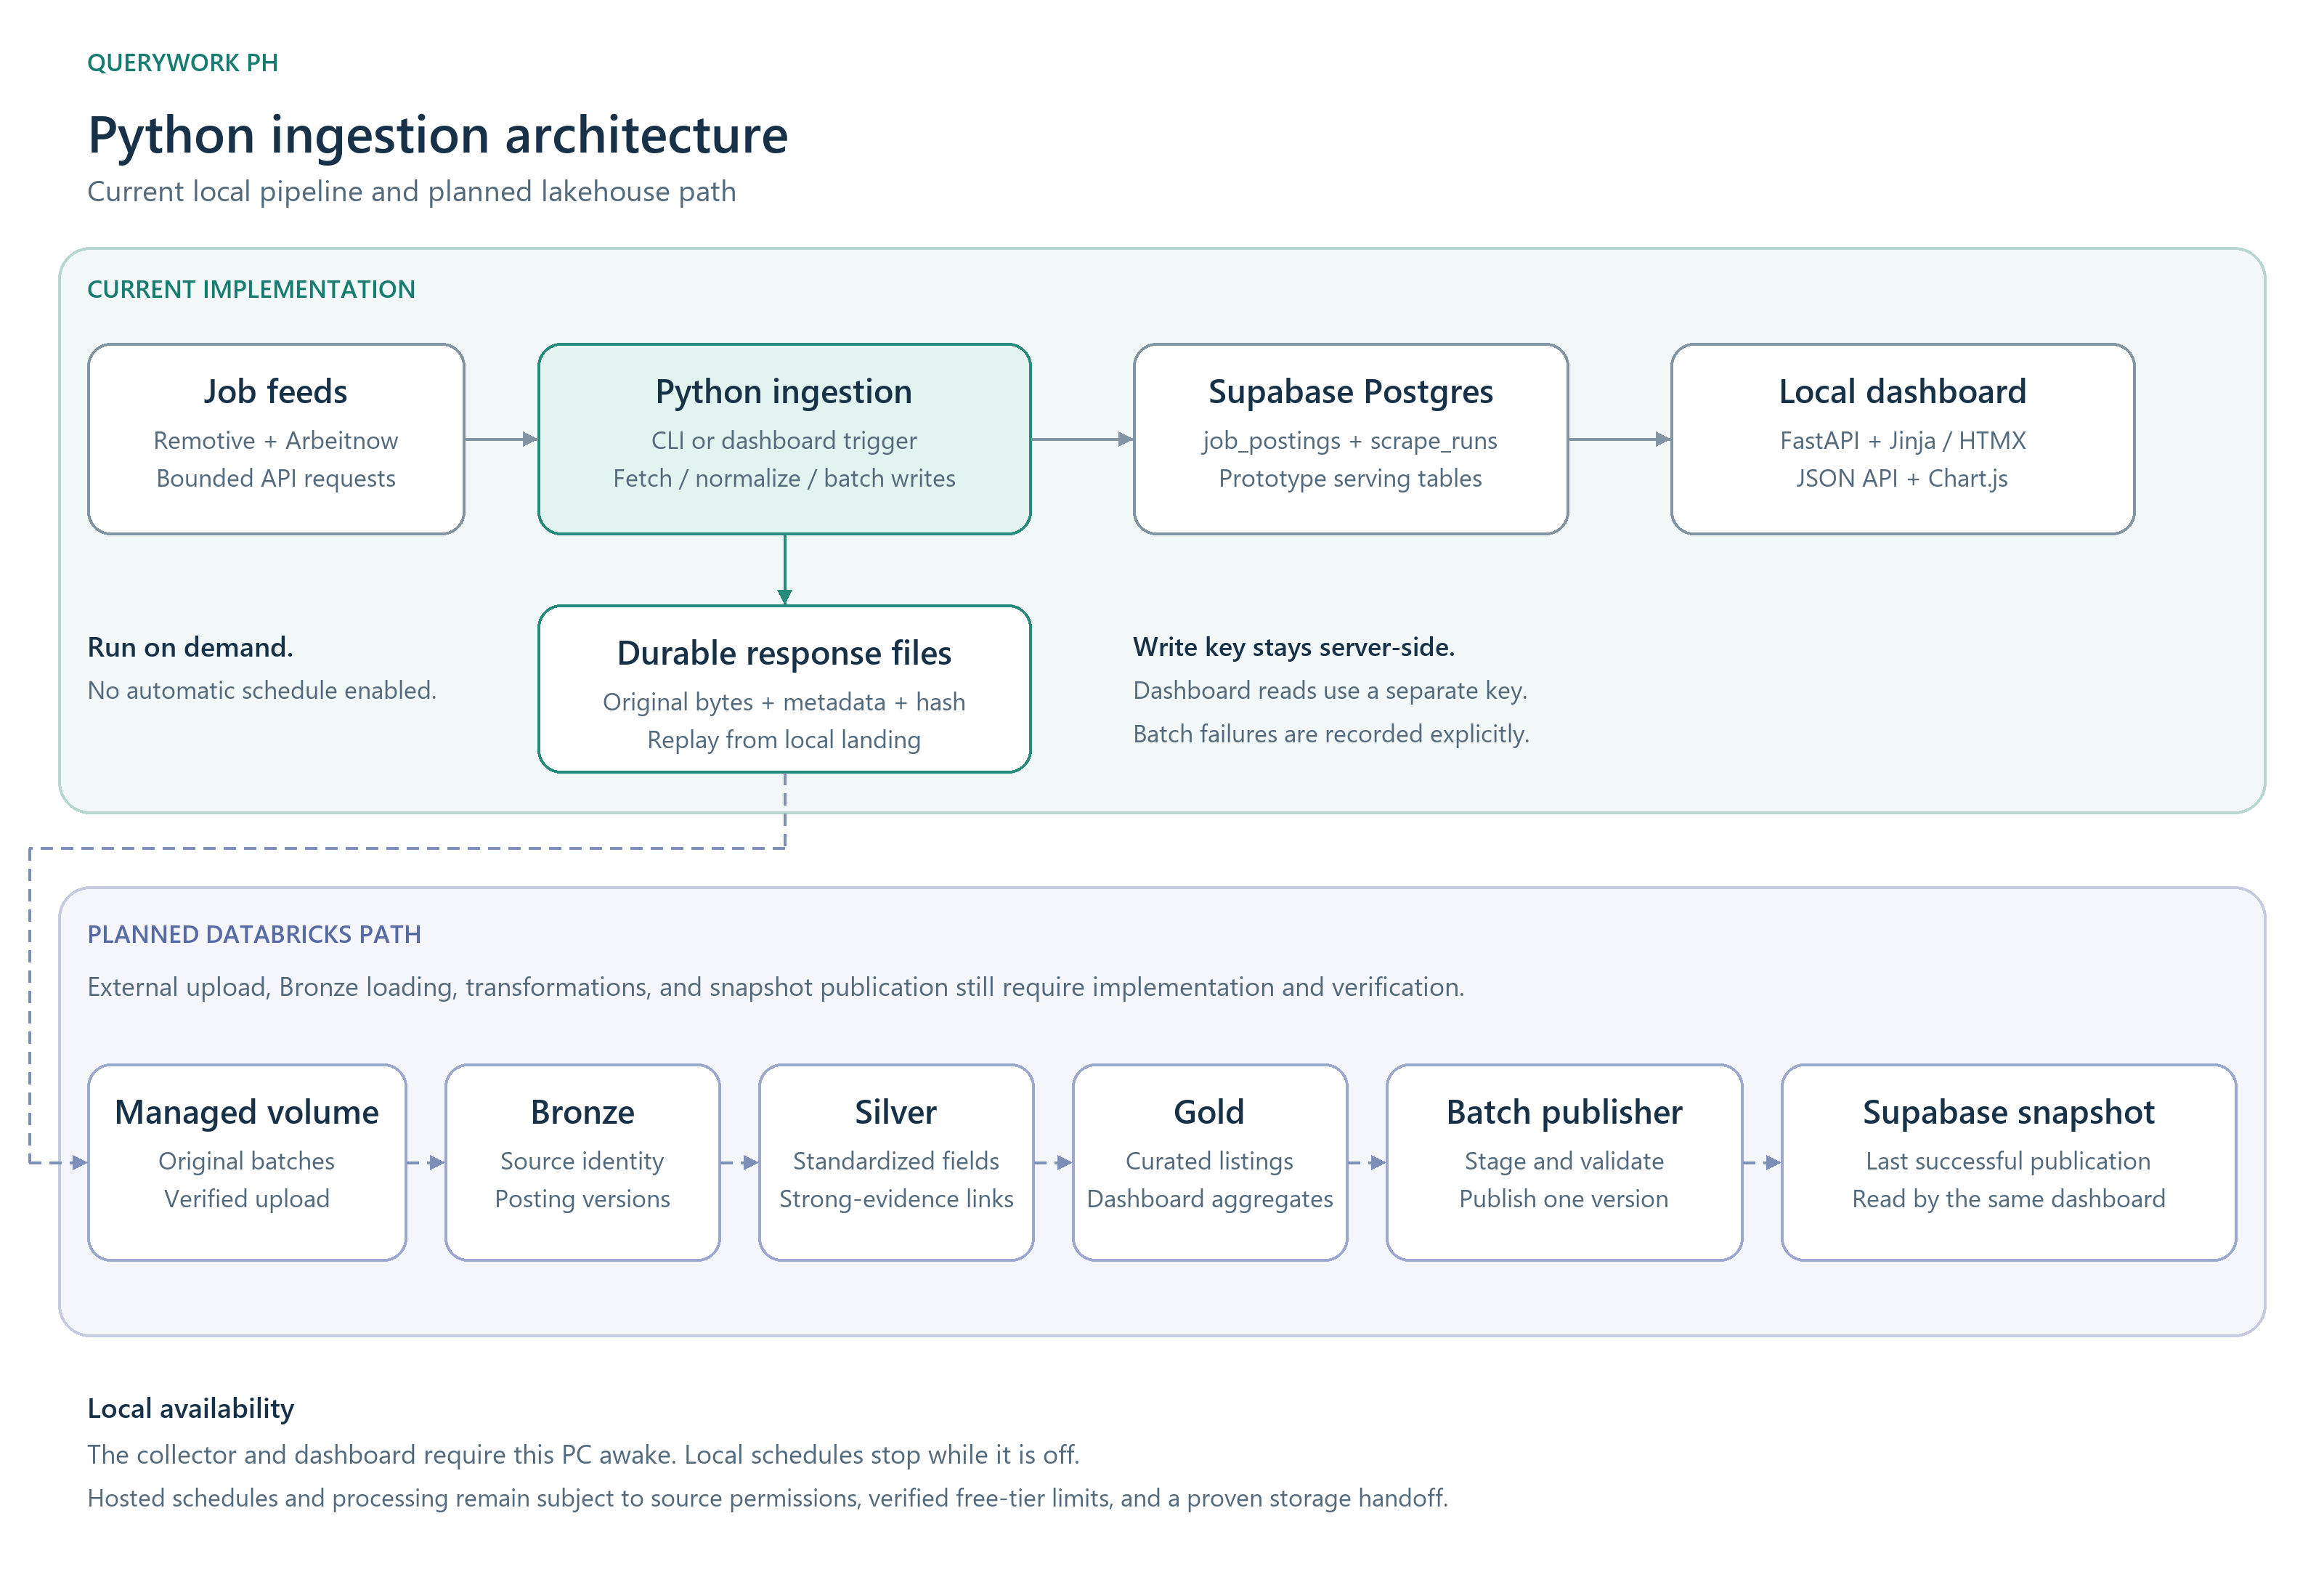 QUERYWORK PH
Python ingestion architecture
Current local pipeline and planned lakehouse path
CURRENT IMPLEMENTATION
Job feeds
Remotive + Arbeitnow
Bounded API requests
Python ingestion
CLI or dashboard trigger
Fetch / normalize / batch writes
Supabase Postgres
job_postings + scrape_runs
Prototype serving tables
Local dashboard
FastAPI + Jinja / HTMX
JSON API + Chart.js
Run on demand.
No automatic schedule enabled.
Durable response files
Original bytes + metadata + hash
Replay from local landing
Write key stays server-side.
Dashboard reads use a separate key.
Batch failures are recorded explicitly.
PLANNED DATABRICKS PATH
External upload, Bronze loading, transformations, and snapshot publication still require implementation and verification.
Managed volume
Original batches
Verified upload
Bronze
Source identity
Posting versions
Silver
Standardized fields
Strong-evidence links
Gold
Curated listings
Dashboard aggregates
Batch publisher
Stage and validate
Publish one version
Supabase snapshot
Last successful publication
Read by the same dashboard
Local availability
The collector and dashboard require this PC awake. Local schedules stop while it is off.
Hosted schedules and processing remain subject to source permissions, verified free-tier limits, and a proven storage handoff.